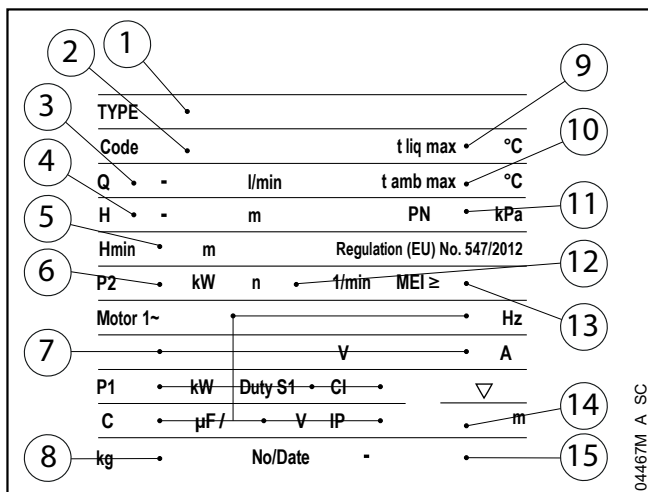 1
2
3
4
5
6
7
8
9
10
11
12
13
14
15
TYPE
Code t liq max °C
Q - l/min t amb max °C
H - m PN kPa
Hmin m Regulation (EU) No. 547/2012
P2 kW n 1/min MEI ≥
Motor 1~ Hz
V A
P1 kW Duty S1 Cl
C µF / V IP m
kg No/Date -
04467M A SC